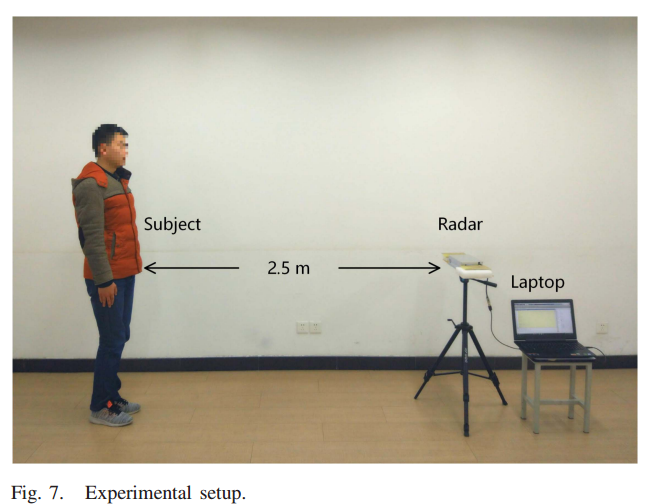 Subject
Radar
2.5 m
Laptop
Fig. 7. Experimental setup.